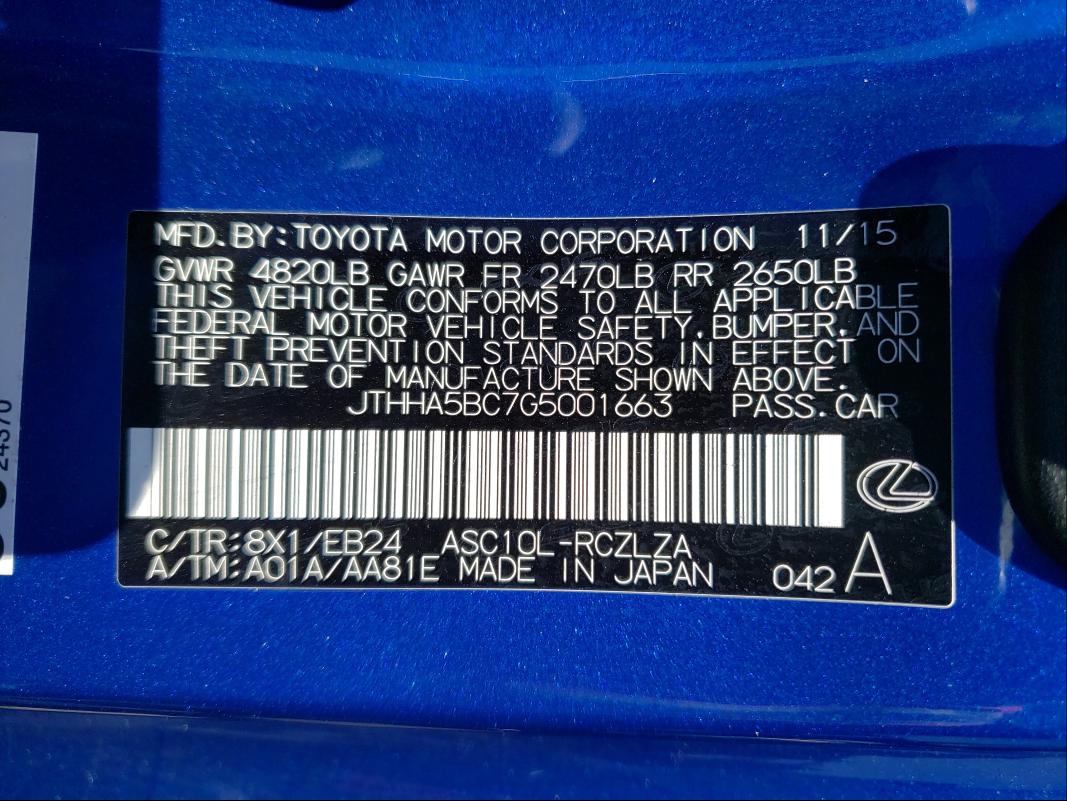 MFD.BY:TOYOTA MOTOR CORPORATION 11/15
GVWR 4820LB GAWR FR 2470LB RR 2650LB
THIS VEHICLE CONFORMS TO ALL APPLICABLE
FEDERAL MOTOR VEHICLE SAFETY,BUMPER,AND
THEFT PREVENTION STANDARDS IN EFFECT ON
THE DATE OF MANUFACTURE SHOWN ABOVE.
JTHHA5BC7G5001663 PASS.CAR
C/TR:8X1/EB24 ASC10L-RCZLZA
A/TM:A01A/AA81E MADE IN JAPAN 042 A
24370